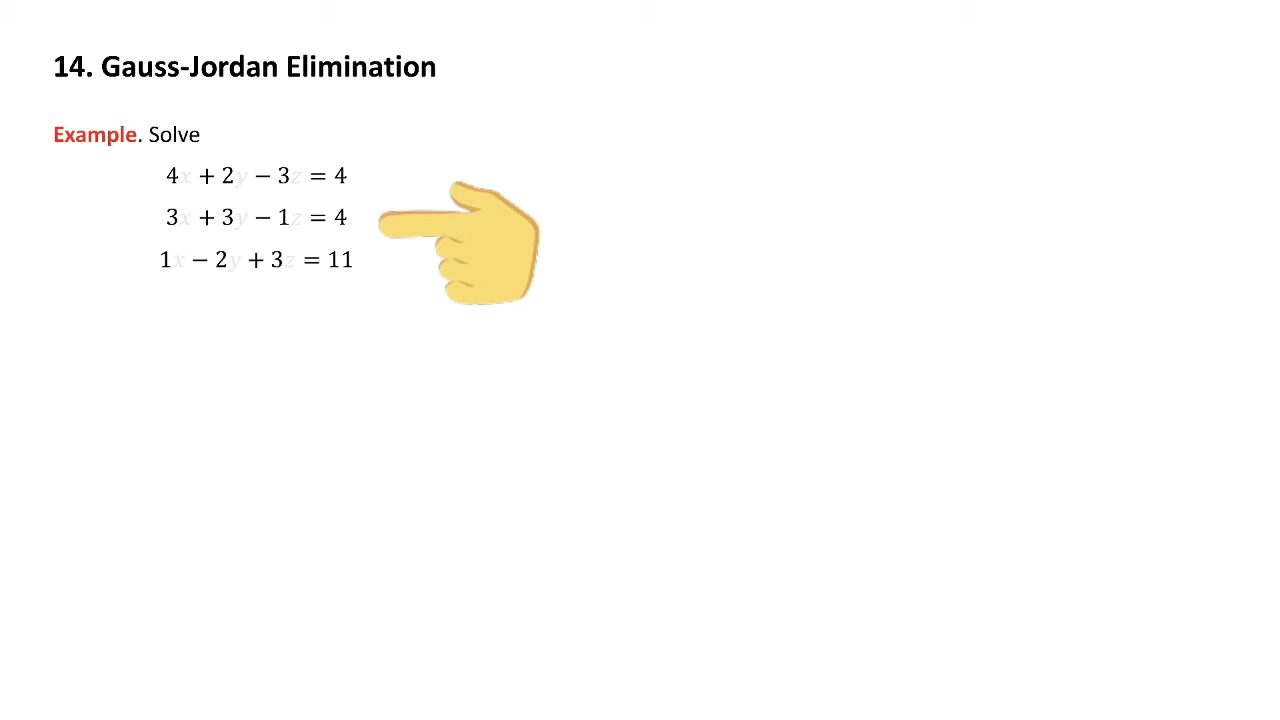 14. Gauss-Jordan Elimination
Example. Solve
4x + 2y − 3z = 4
3x + 3y − 1z = 4
1x − 2y + 3z = 11